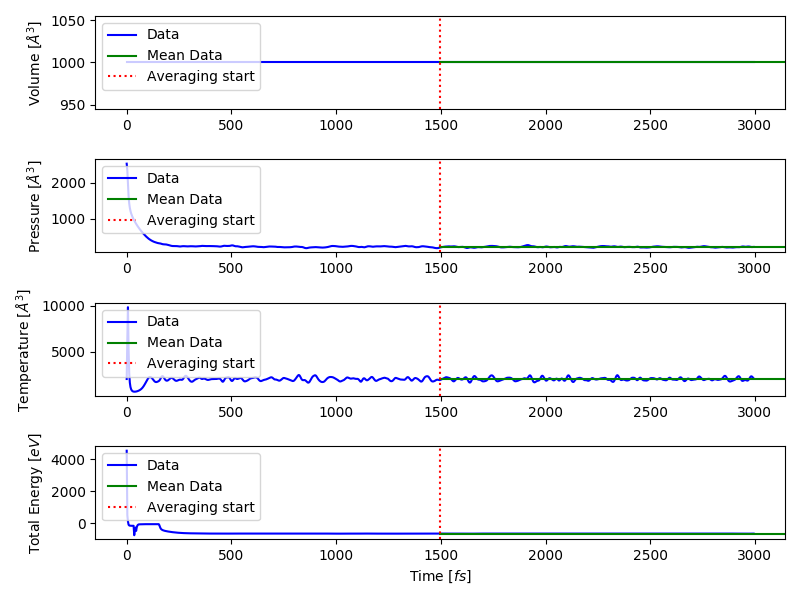 Volume [Å³]
1050
1000
950
Data
Mean Data
Averaging start
0 500 1000 1500 2000 2500 3000
Pressure [Å³]
2000
1000
Data
Mean Data
Averaging start
0 500 1000 1500 2000 2500 3000
Temperature [Å³]
10000
5000
Data
Mean Data
Averaging start
0 500 1000 1500 2000 2500 3000
Total Energy [eV]
4000
2000
0
Data
Mean Data
Averaging start
0 500 1000 1500 2000 2500 3000
Time [fs]